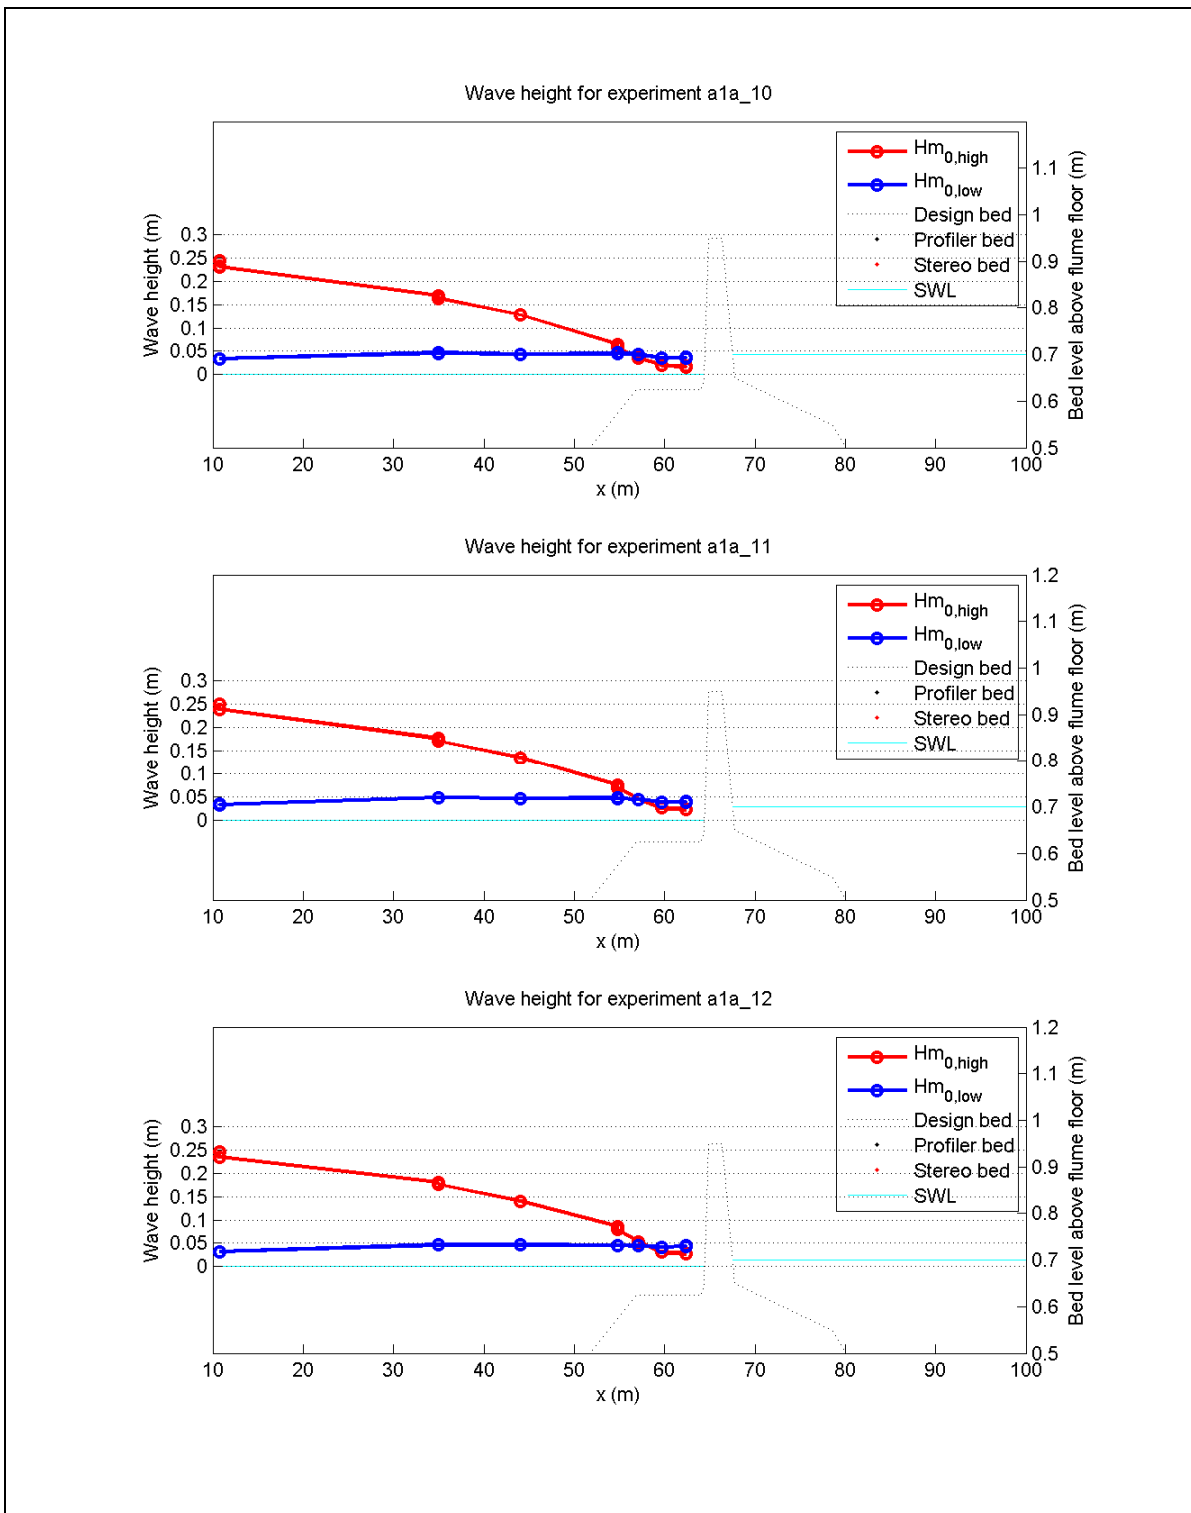 Wave height for experiment a1a_10
Wave height (m)
0.3
0.25
0.2
0.15
0.1
0.05
0
Hm0,high
Hm0,low
Design bed
Profiler bed
Stereo bed
SWL
1.1
1
0.9
0.8
0.7
0.6
0.5
Bed level above flume floor (m)
10 20 30 40 50 60 70 80 90 100
x (m)
Wave height for experiment a1a_11
Wave height (m)
0.3
0.25
0.2
0.15
0.1
0.05
0
Hm0,high
Hm0,low
Design bed
Profiler bed
Stereo bed
SWL
1.2
1.1
1
0.9
0.8
0.7
0.6
0.5
Bed level above flume floor (m)
10 20 30 40 50 60 70 80 90 100
x (m)
Wave height for experiment a1a_12
Wave height (m)
0.3
0.25
0.2
0.15
0.1
0.05
0
Hm0,high
Hm0,low
Design bed
Profiler bed
Stereo bed
SWL
1.2
1.1
1
0.9
0.8
0.7
0.6
0.5
Bed level above flume floor (m)
10 20 30 40 50 60 70 80 90 100
x (m)